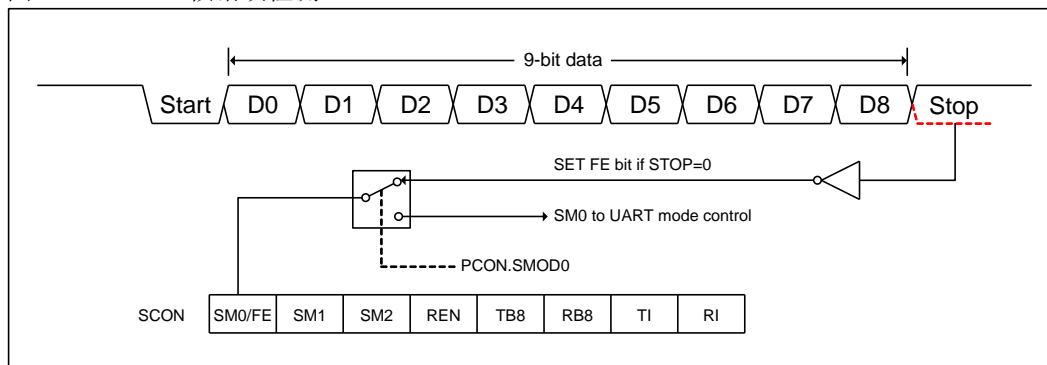 9-bit data
Start D0 D1 D2 D3 D4 D5 D6 D7 D8 Stop
SET FE bit if STOP=0
SM0 to UART mode control
PCON.SMOD0
SCON SM0/FE SM1 SM2 REN TB8 RB8 TI RI